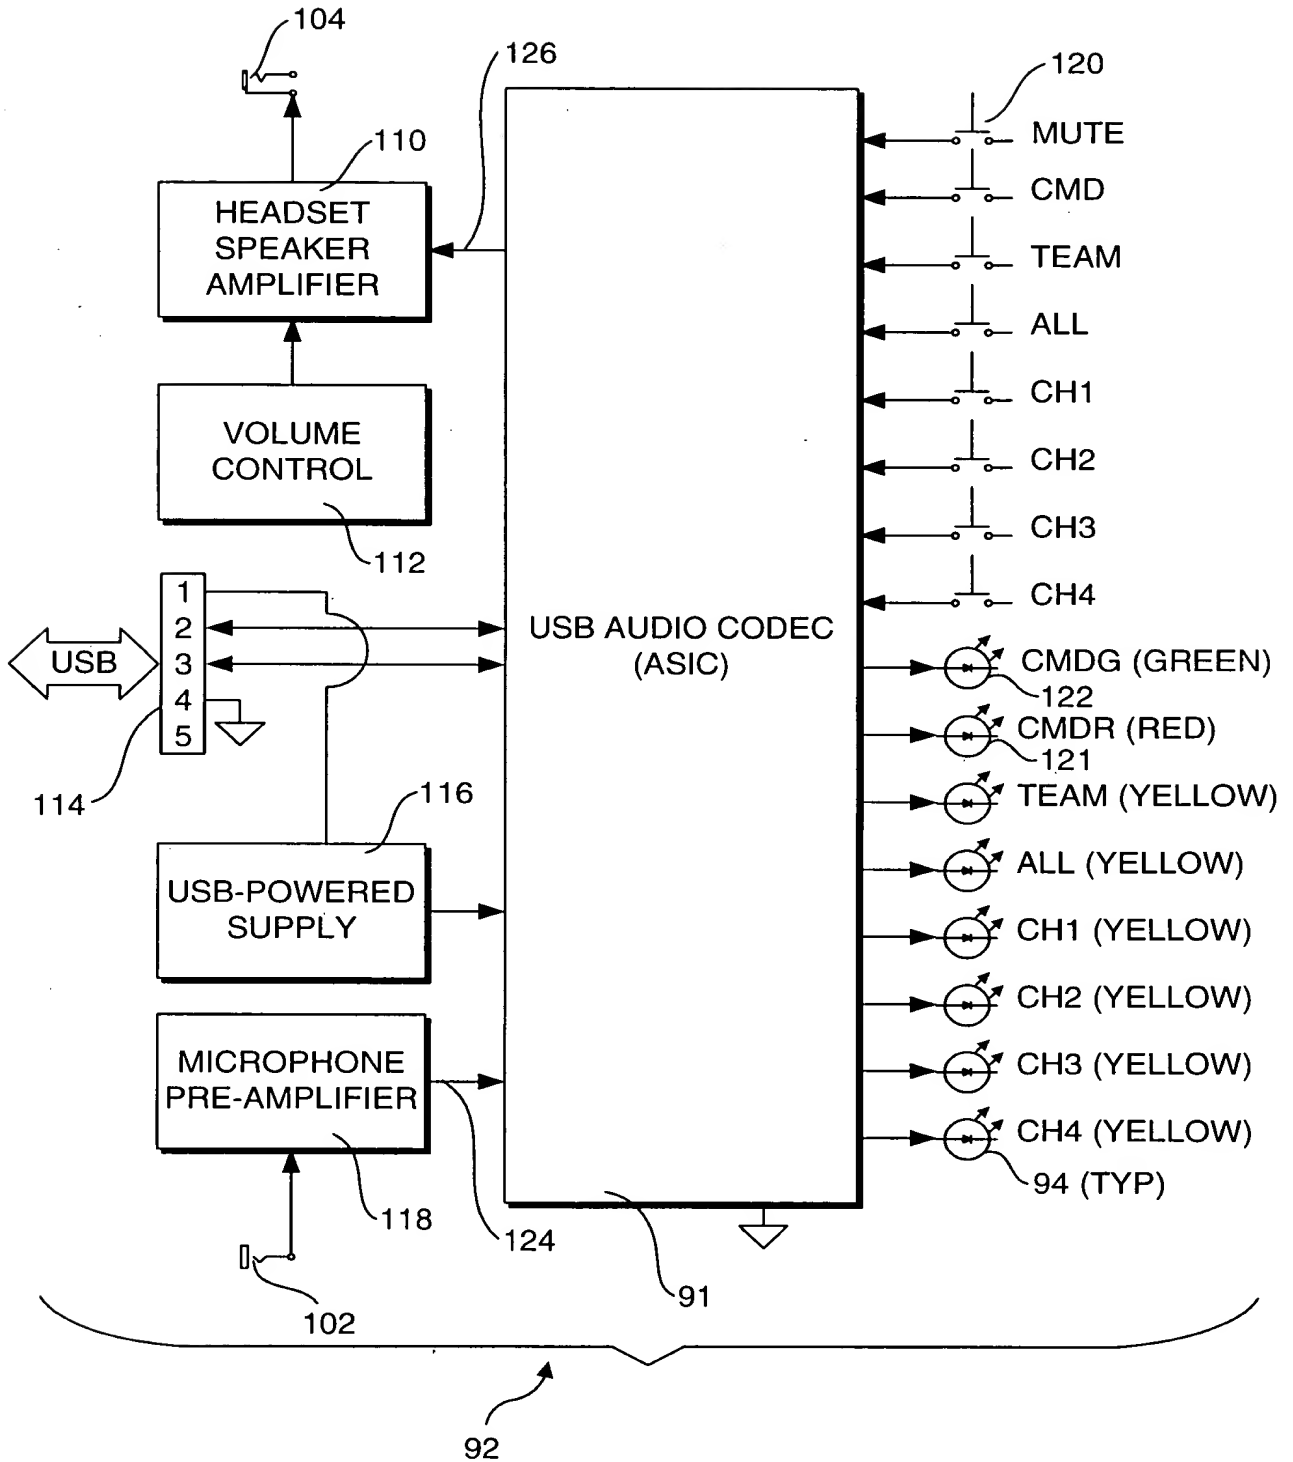 104
126
120
110
HEADSET
SPEAKER
AMPLIFIER
MUTE
CMD
TEAM
ALL
CH1
CH2
CH3
CH4
VOLUME
CONTROL
112
1
2
3
4
5
USB
114
USB AUDIO CODEC
(ASIC)
CMDG (GREEN)
122
CMDR (RED)
121
TEAM (YELLOW)
ALL (YELLOW)
CH1 (YELLOW)
CH2 (YELLOW)
CH3 (YELLOW)
CH4 (YELLOW)
94 (TYP)
116
USB-POWERED
SUPPLY
MICROPHONE
PRE-AMPLIFIER
118
124
102
91
92